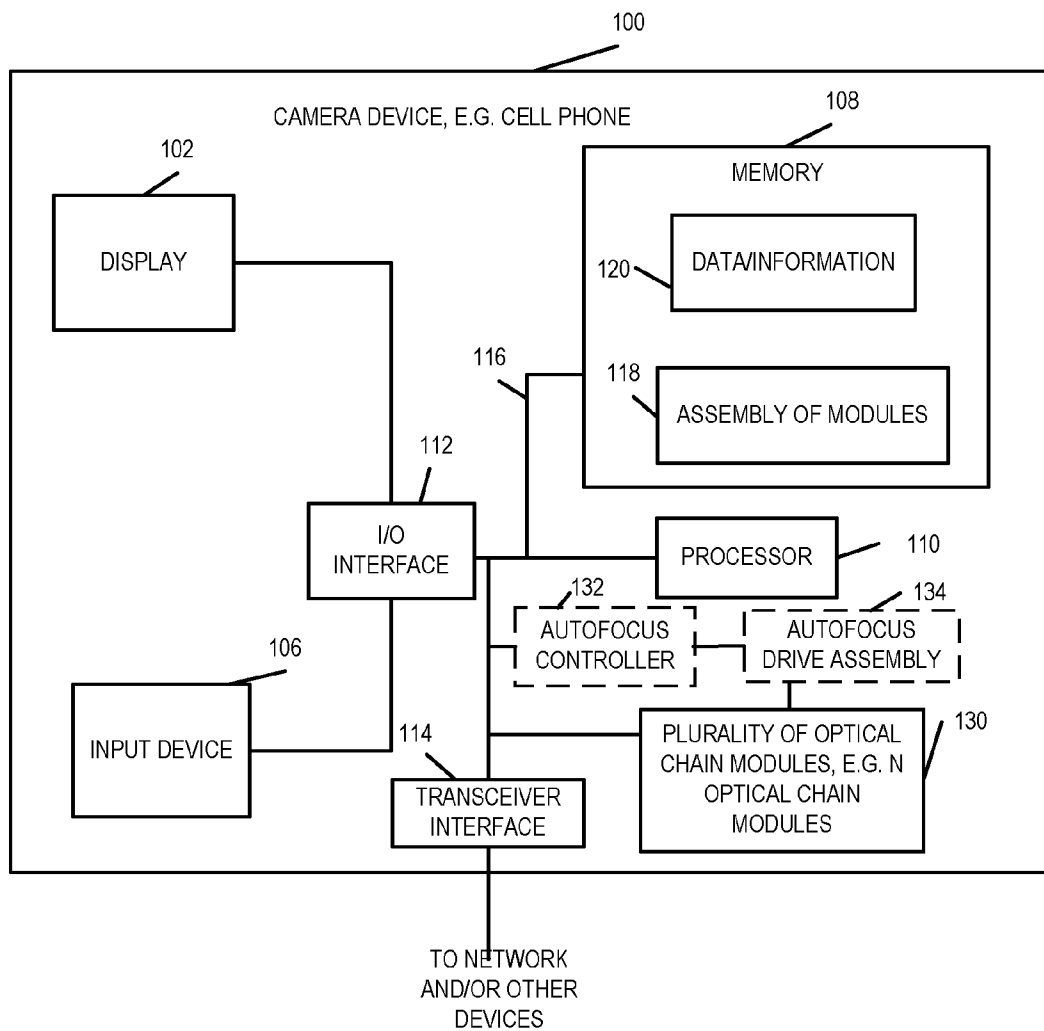 100
CAMERA DEVICE, E.G. CELL PHONE
108
102
MEMORY
DISPLAY
DATA/INFORMATION
120
116
118
ASSEMBLY OF MODULES
112
I/O
INTERFACE
PROCESSOR
110
132
134
AUTOFOCUS
CONTROLLER
AUTOFOCUS
DRIVE ASSEMBLY
106
INPUT DEVICE
114
TRANSCEIVER
INTERFACE
PLURALITY OF OPTICAL
CHAIN MODULES, E.G. N
OPTICAL CHAIN
MODULES
130
TO NETWORK
AND/OR OTHER
DEVICES